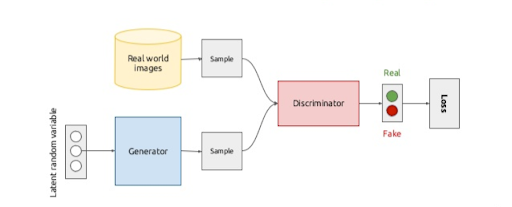 Real world
images
Sample
Real
Discriminator
Loss
Fake
Latent random variable
Generator
Sample